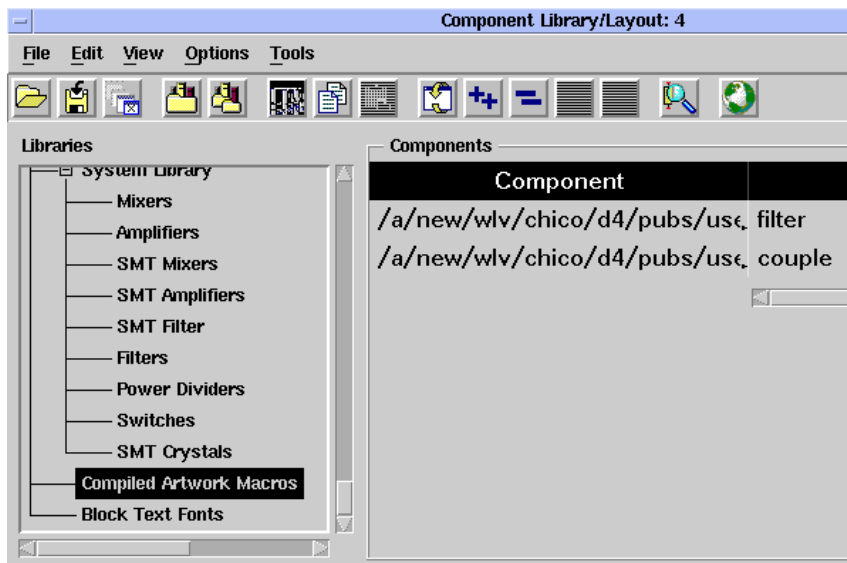 Component Library/Layout: 4
File Edit View Options Tools
Libraries
System Library
Mixers
Amplifiers
SMT Mixers
SMT Amplifiers
SMT Filter
Filters
Power Dividers
Switches
SMT Crystals
Compiled Artwork Macros
Block Text Fonts
Components
Component
/a/new/wlv/chico/d4/pubs/use filter
/a/new/wlv/chico/d4/pubs/use couple